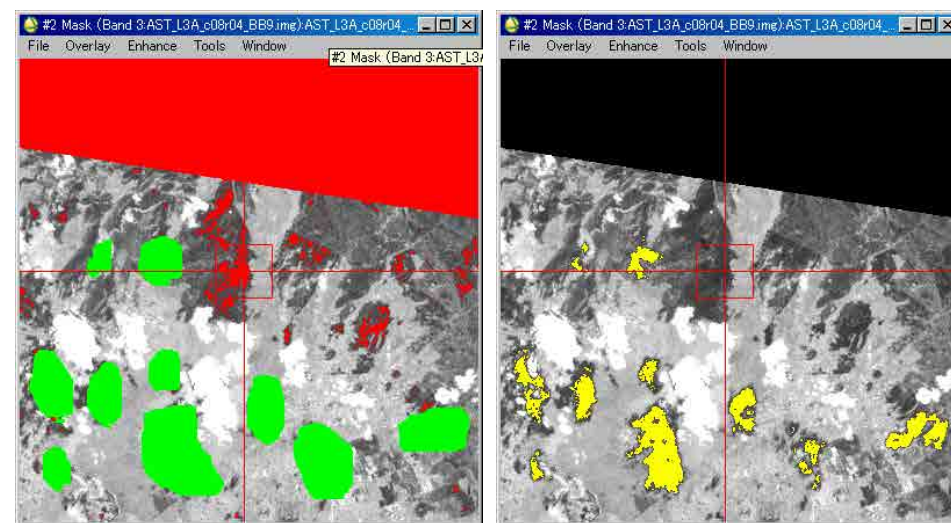 #2 Mask (Band 3:AST_L3A_c08r04_BB9.img):AST_L3A_c08r04_...
File Overlay Enhance Tools Window
#2 Mask (Band 3:AST_L3
#2 Mask (Band 3:AST_L3A_c08r04_BB9.img):AST_L3A_c08r04_...
File Overlay Enhance Tools Window